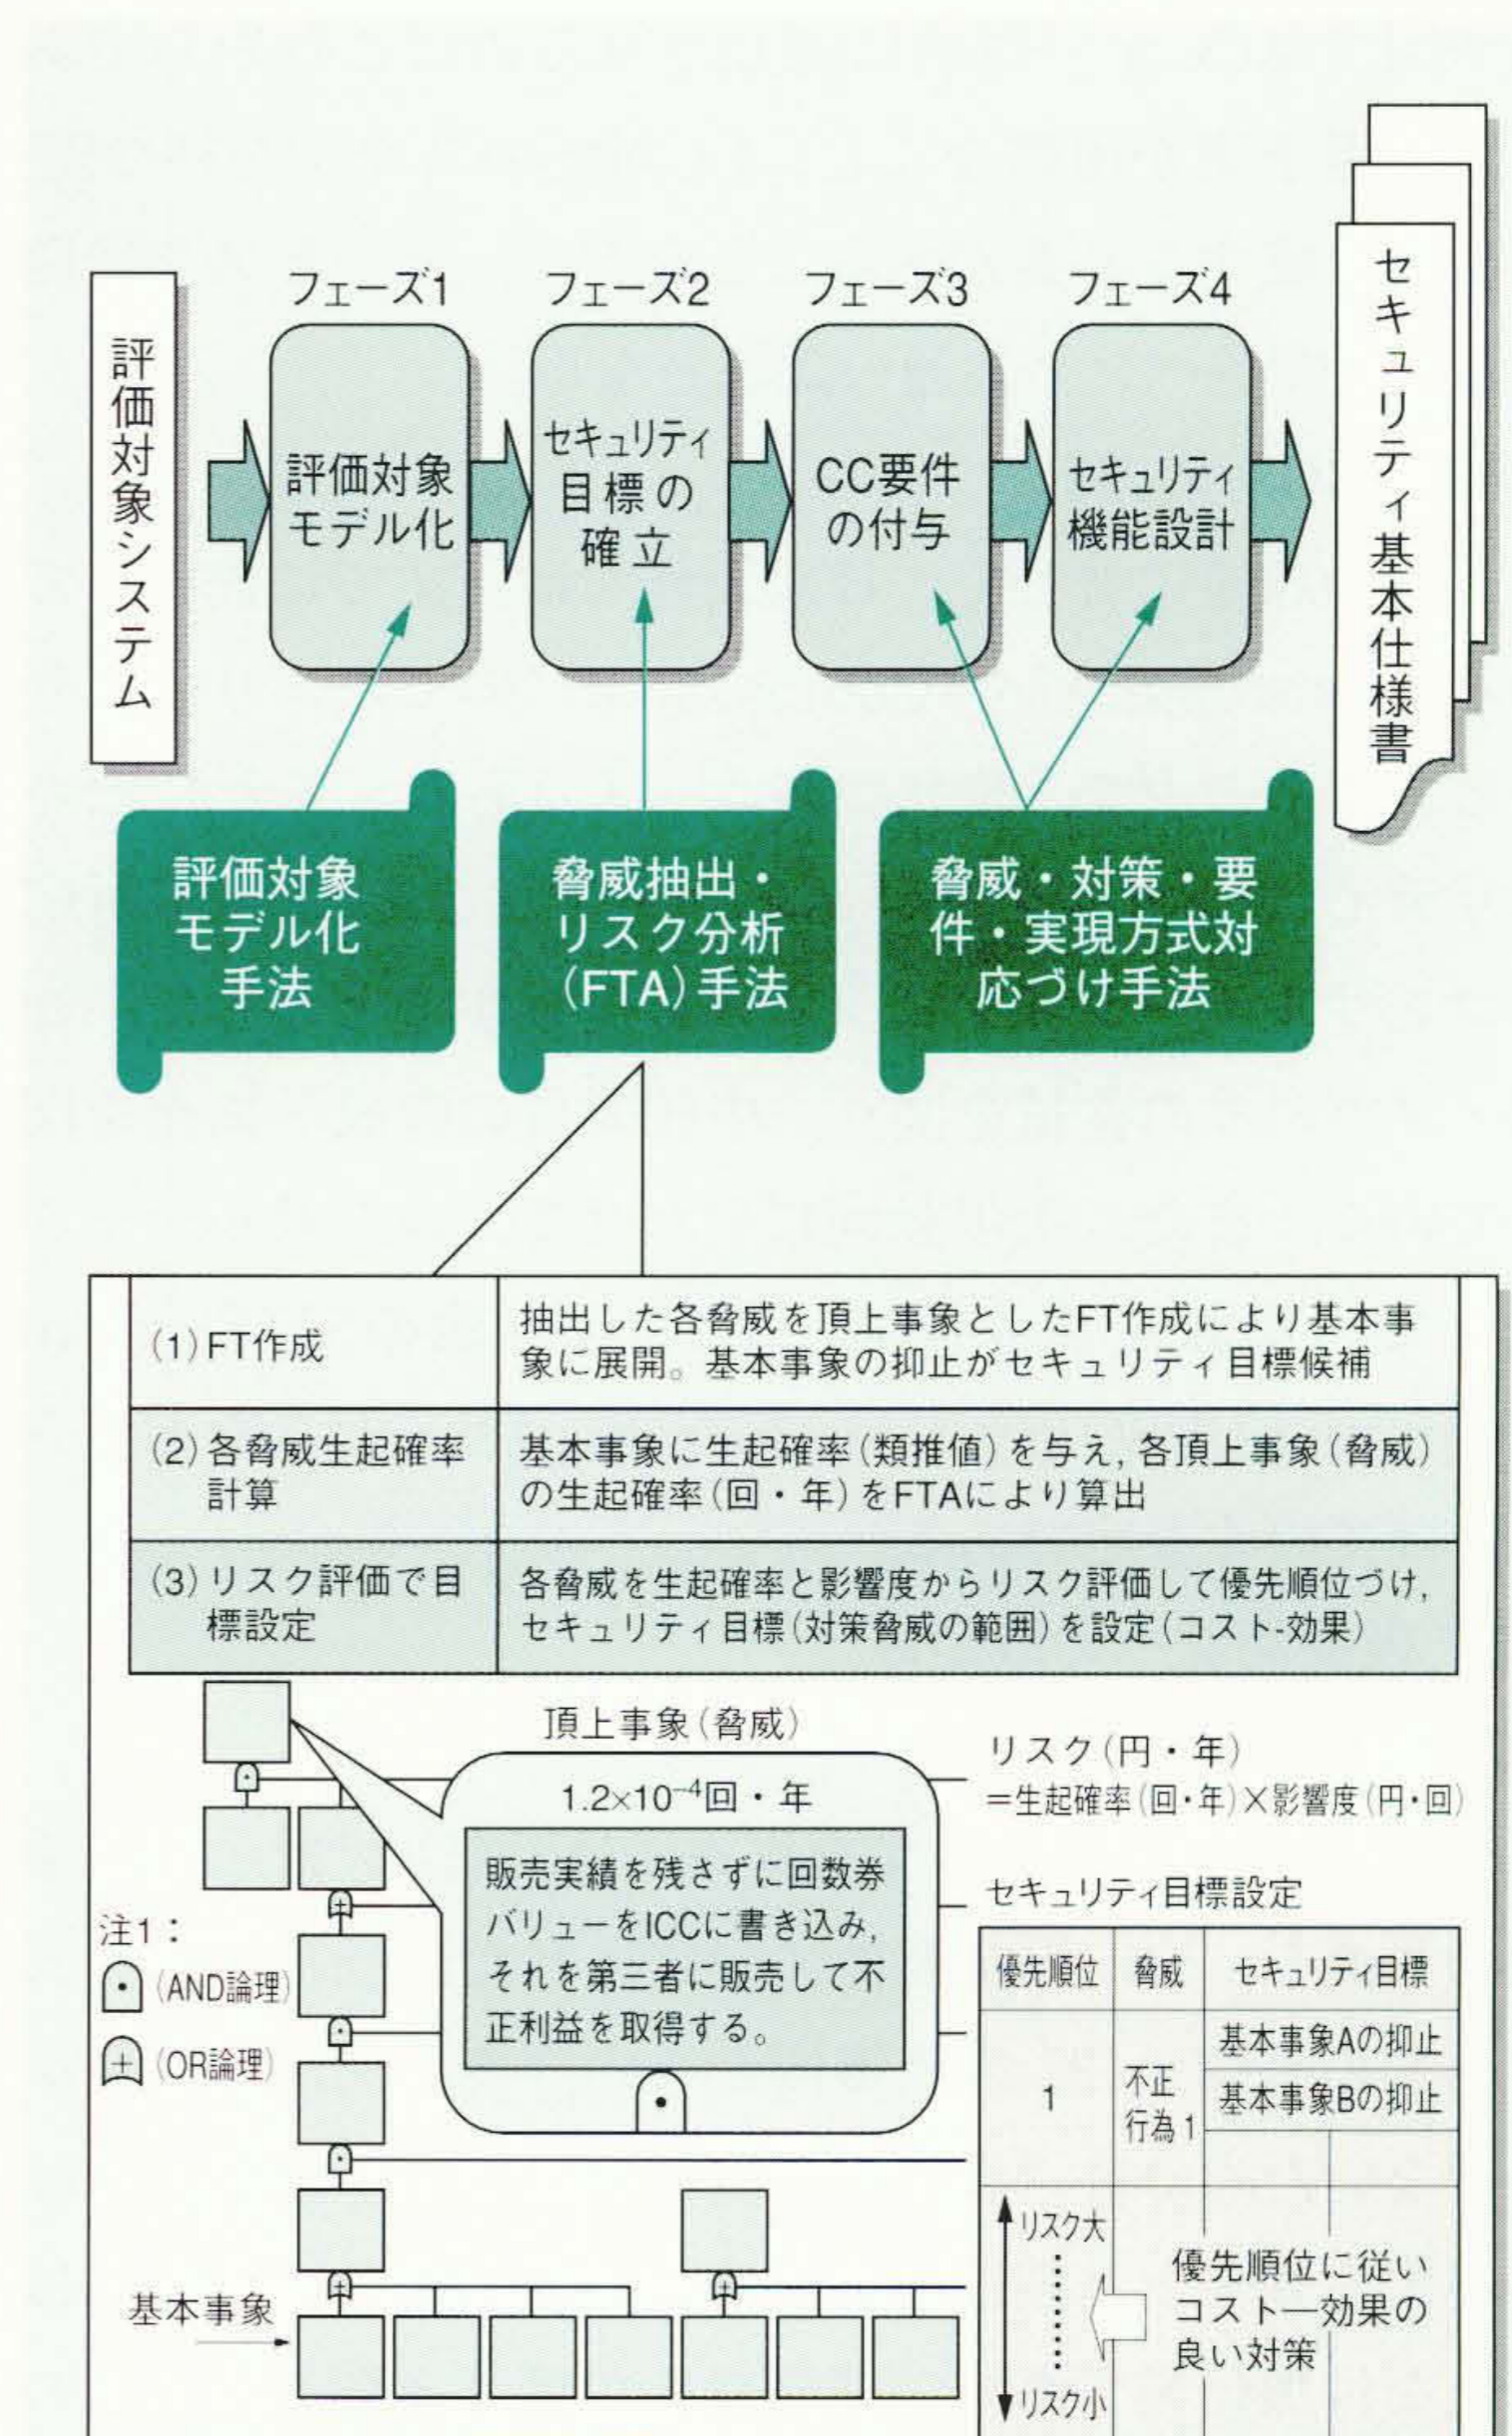 フェーズ1
フェーズ2
フェーズ3
フェーズ4
評価対象システム
評価対象
モデル化
セキュリティ
目標の
確立
CC要件
の付与
セキュリティ
機能設計
セキュリティ基本仕様書
評価対象
モデル化
手法
脅威抽出・
リスク分析
(FTA)手法
脅威・対策・要
件・実現方式対
応づけ手法
(1)FT作成
抽出した各脅威を頂上事象としたFT作成により基本事
象に展開。基本事象の抑止がセキュリティ目標候補
(2)各脅威生起確率
計算
基本事象に生起確率(類推値)を与え,各頂上事象(脅威)
の生起確率(回・年)をFTAにより算出
(3)リスク評価で目
標設定
各脅威を生起確率と影響度からリスク評価して優先順位づけ,
セキュリティ目標(対策脅威の範囲)を設定(コスト-効果)
頂上事象(脅威)
1.2×10⁻⁴回・年
販売実績を残さずに回数券
バリューをICCに書き込み,
それを第三者に販売して不
正利益を取得する。
リスク(円・年)
=生起確率(回・年)×影響度(円・回)
注1:
(AND論理)
(OR論理)
基本事象
セキュリティ目標設定
優先順位
脅威
セキュリティ目標
1
不正
行為1
基本事象Aの抑止
基本事象Bの抑止
リスク大
リスク小
優先順位に従い
コスト—効果の
良い対策